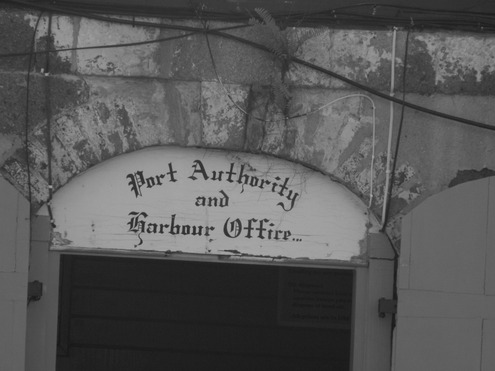 Port Authority
and
Harbour Office...